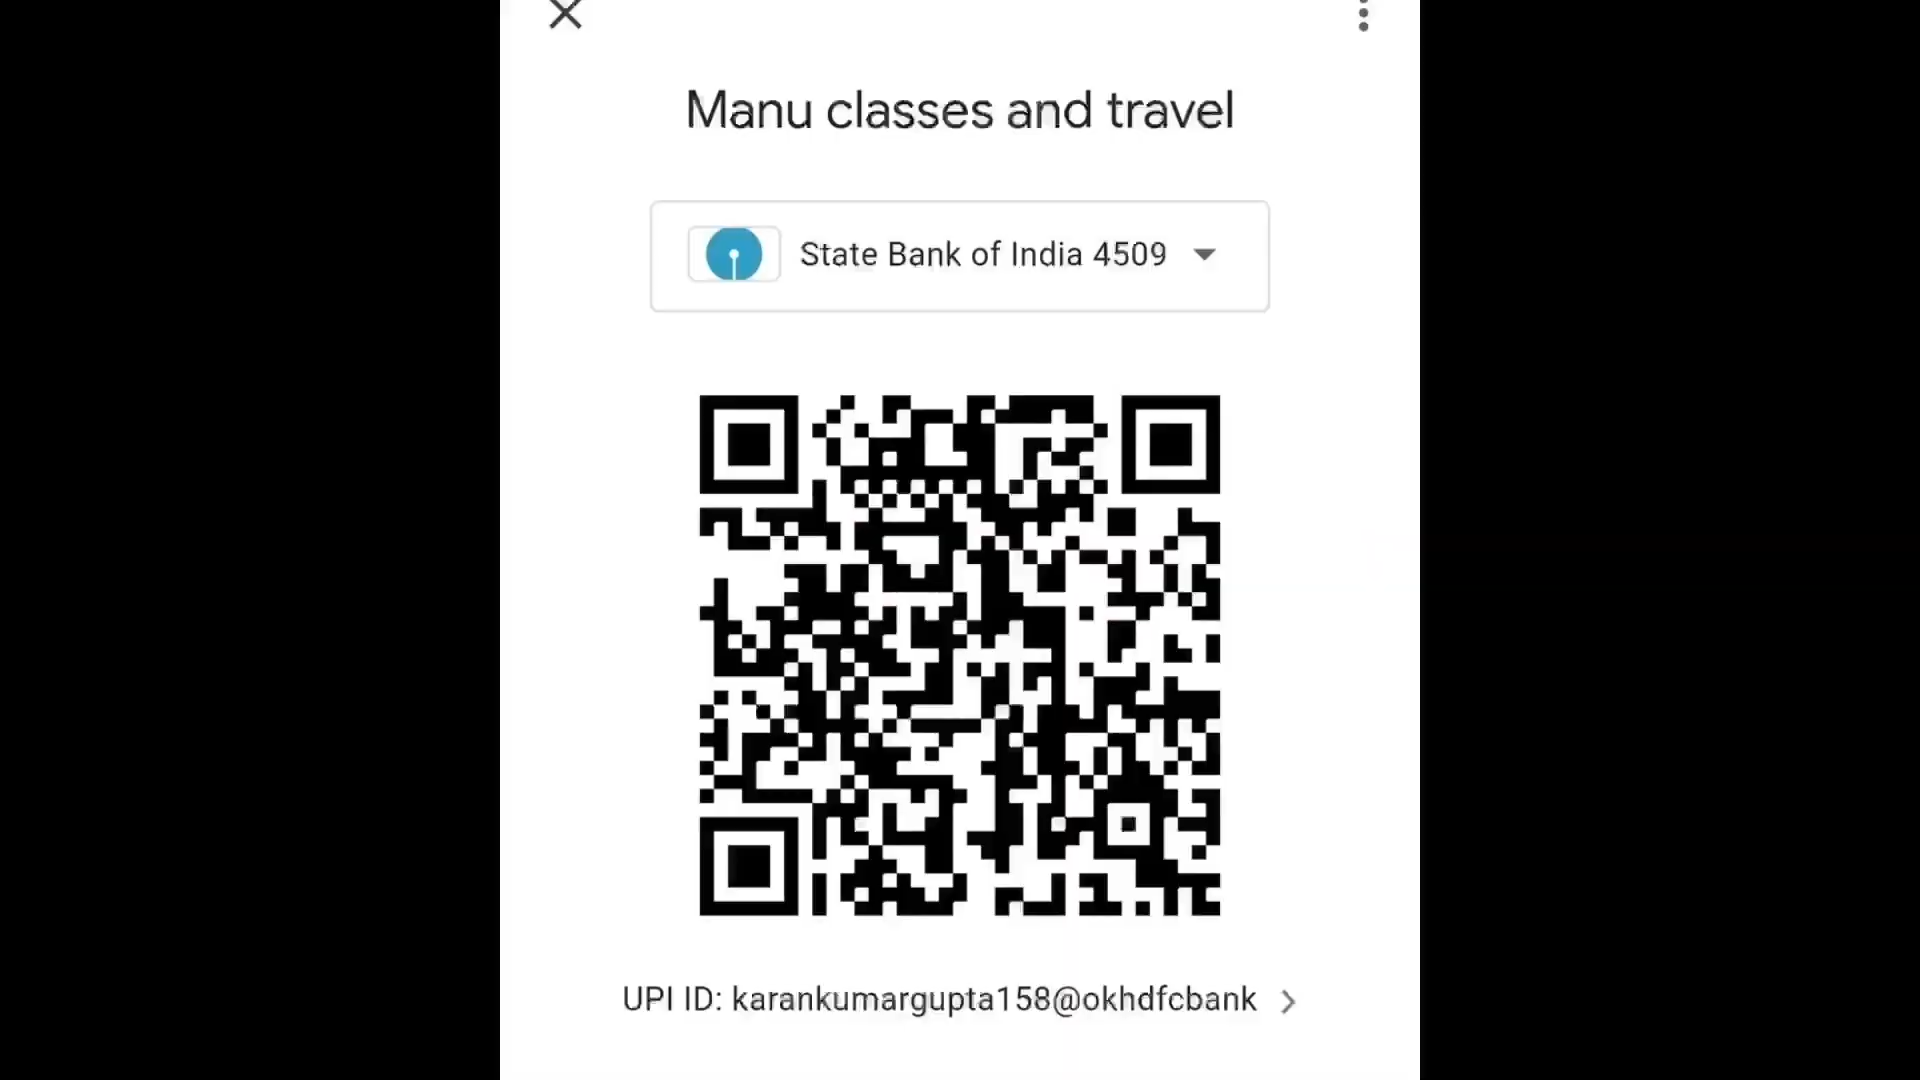 Manu classes and travel
State Bank of India 4509
UPI ID: karankumargupta158@okhdfcbank